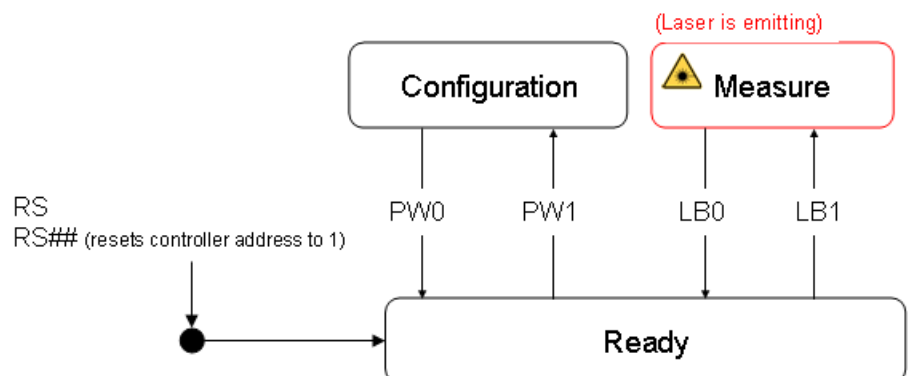 (Laser is emitting)
Configuration
Measure
RS
RS## (resets controller address to 1)
PW0
PW1
LB0
LB1
Ready